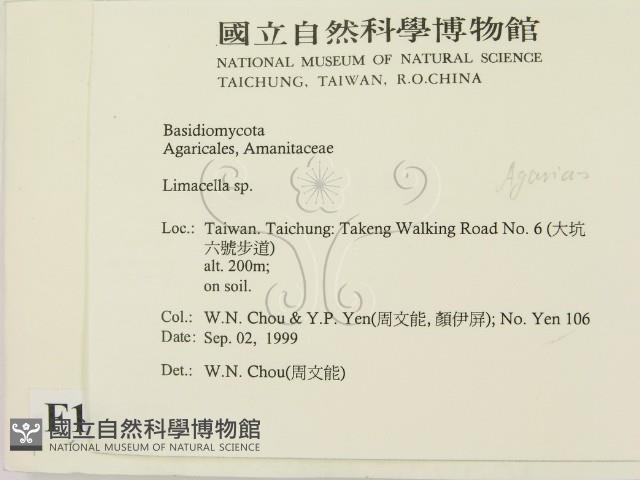 國立自然科學博物館
NATIONAL MUSEUM OF NATURAL SCIENCE
TAICHUNG, TAIWAN, R.O.CHINA
Basidiomycota
Agaricales, Amanitaceae
Agaricus
Limacella sp.
Loc.: Taiwan. Taichung: Takeng Walking Road No. 6 (大坑
六號步道)
alt. 200m;
on soil.
Col.: W.N. Chou & Y.P. Yen(周文能, 顏伊屏); No. Yen 106
Date: Sep. 02, 1999
Det.: W.N. Chou(周文能)
F1
國立自然科學博物館
NATIONAL MUSEUM OF NATURAL SCIENCE